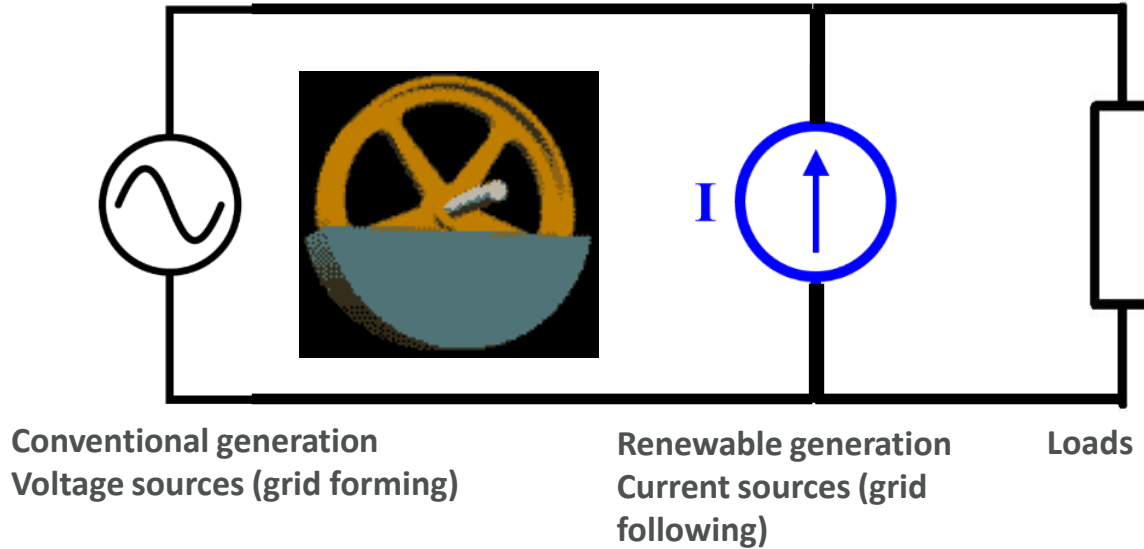 I
Conventional generation
Voltage sources (grid forming)
Renewable generation
Current sources (grid
following)
Loads